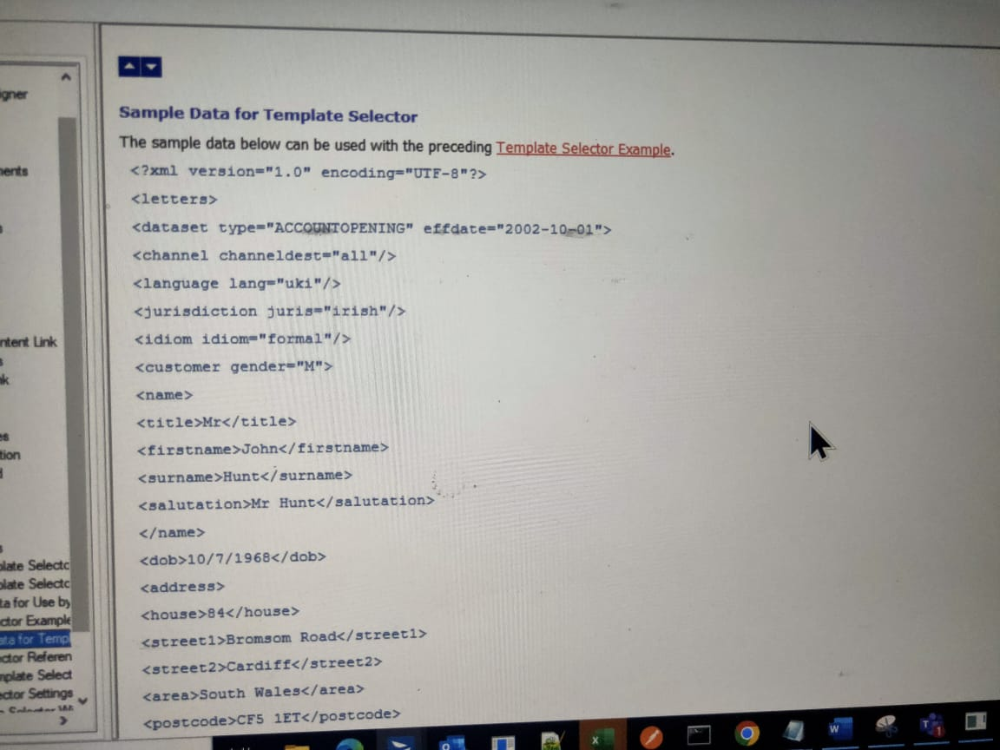 Sample Data for Template Selector
The sample data below can be used with the preceding Template Selector Example.
<?xml version="1.0" encoding="UTF-8"?>
<letters>
<dataset type="ACCOUNTOPENING" effdate="2002-10-01">
<channel channeldest="all"/>
<language lang="uki"/>
<jurisdiction juris="irish"/>
<idiom idiom="formal"/>
<customer gender="M">
<name>
<title>Mr</title>
<firstname>John</firstname>
<surname>Hunt</surname>
<salutation>Mr Hunt</salutation>
</name>
<dob>10/7/1968</dob>
<address>
<house>84</house>
<street1>Bromsom Road</street1>
<street2>Cardiff</street2>
<area>South Wales</area>
<postcode>CF5 1ET</postcode>
igner
ments
ntent Link
tion
plate Selectc
plate Selectc
ta for Use by
ctor Example
ata for Templ
ctor Referen
mplate Select
ector Settings